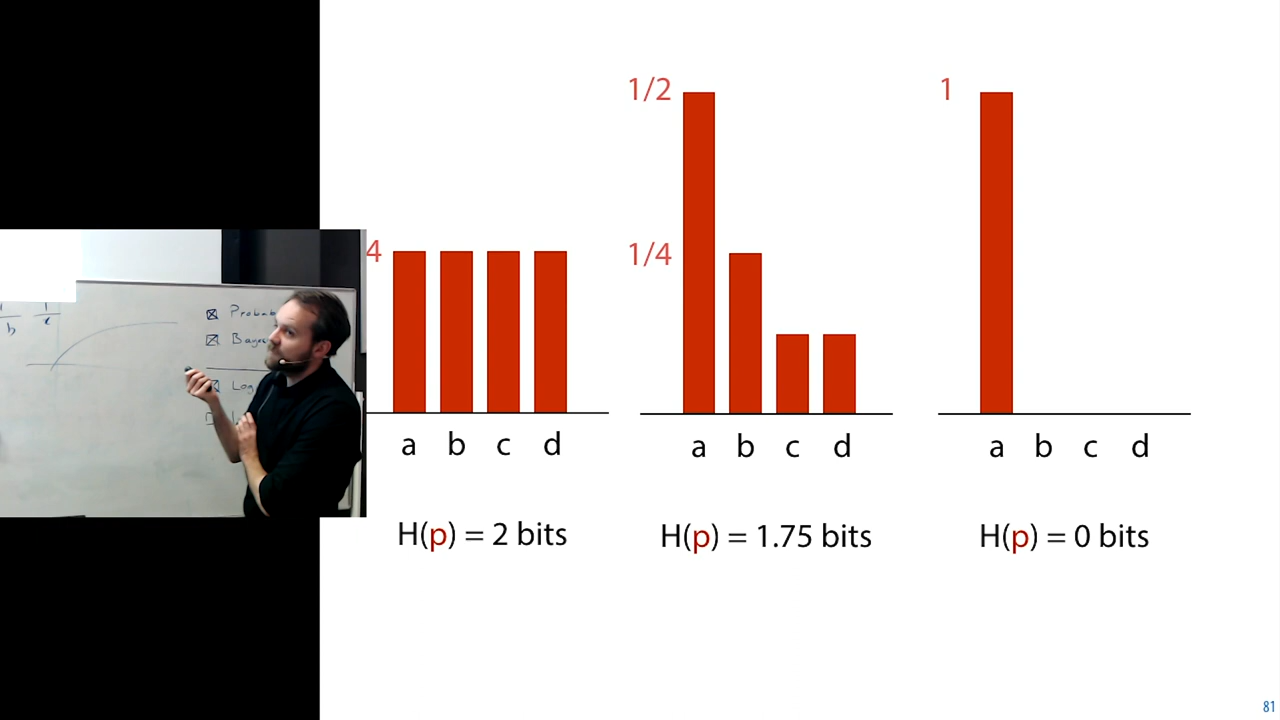 1/2
1
4
1/4
a b c d
a b c d
a b c d
H(p) = 2 bits
H(p) = 1.75 bits
H(p) = 0 bits
81